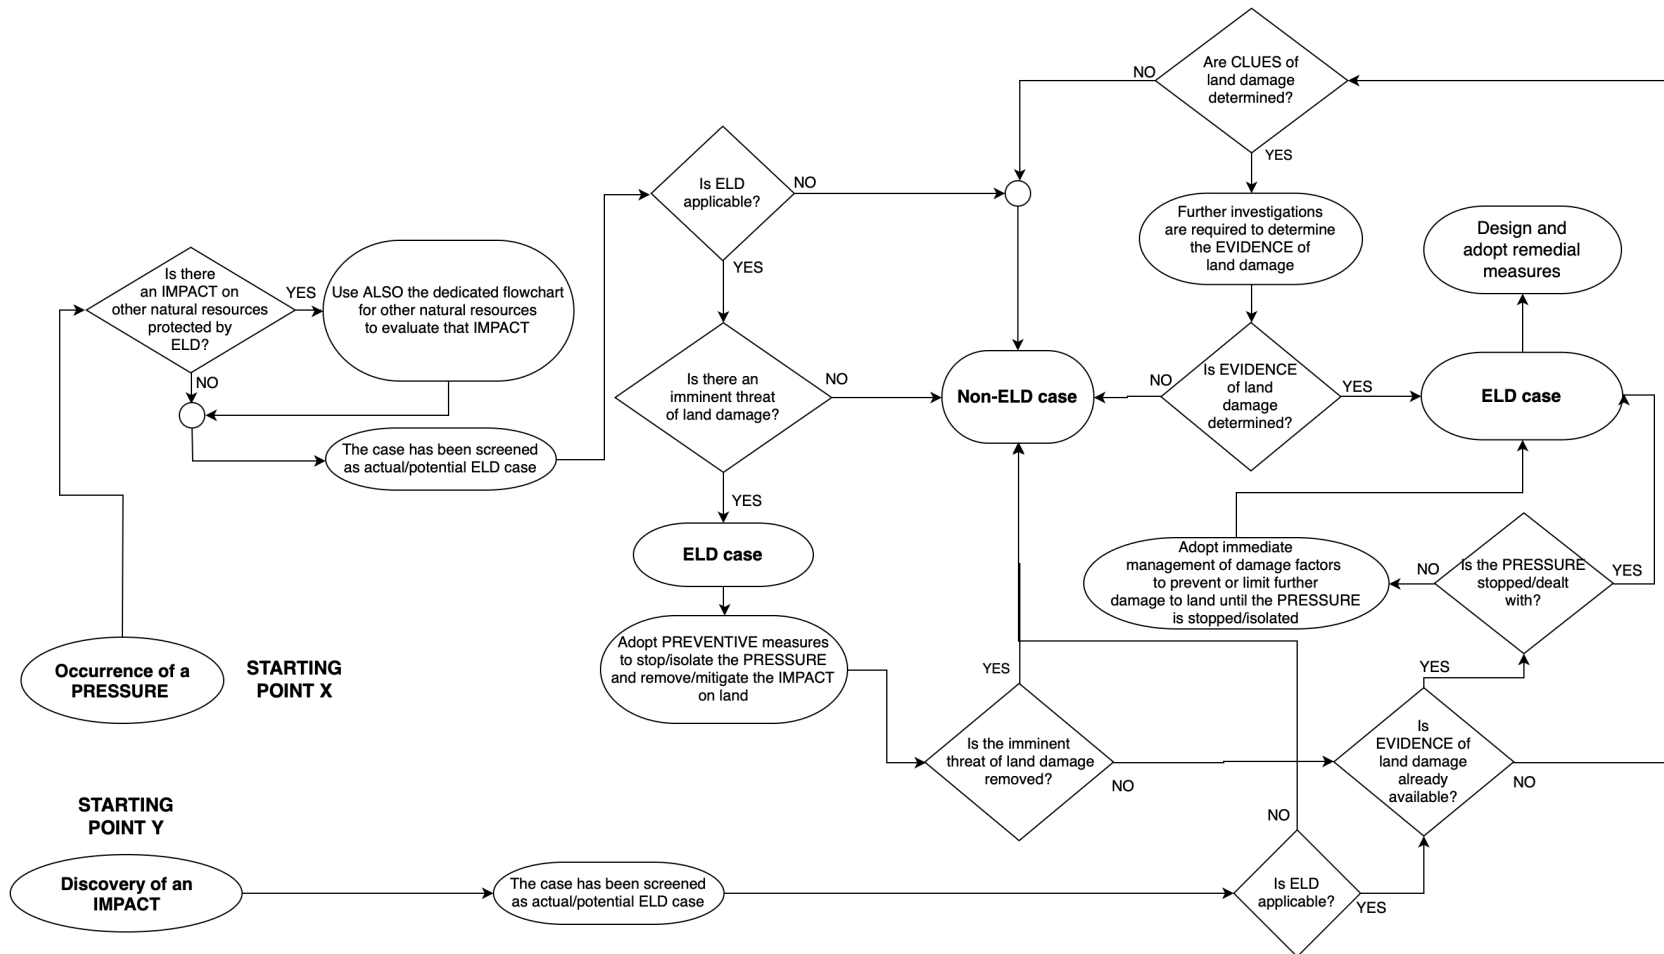 Are CLUES of
land damage
determined?
NO
YES
Is ELD
applicable?
NO
YES
Further investigations
are required to determine
the EVIDENCE of
land damage
Design and
adopt remedial
measures
Is there
an IMPACT on
other natural resources
protected by
ELD?
YES
NO
Use ALSO the dedicated flowchart
for other natural resources
to evaluate that IMPACT
Is there an
imminent threat
of land damage?
NO
YES
Non-ELD case
Is EVIDENCE
of land
damage
determined?
NO
YES
ELD case
The case has been screened
as actual/potential ELD case
ELD case
Adopt immediate
management of damage factors
to prevent or limit further
damage to land until the PRESSURE
is stopped/isolated
NO
Is the PRESSURE
stopped/dealt
with?
YES
Adopt PREVENTIVE measures
to stop/isolate the PRESSURE
and remove/mitigate the IMPACT
on land
Occurrence of a
PRESSURE
STARTING
POINT X
YES
Is the imminent
threat of land damage
removed?
NO
YES
Is
EVIDENCE of
land damage
already
available?
NO
STARTING
POINT Y
Discovery of an
IMPACT
The case has been screened
as actual/potential ELD case
NO
Is ELD
applicable?
YES